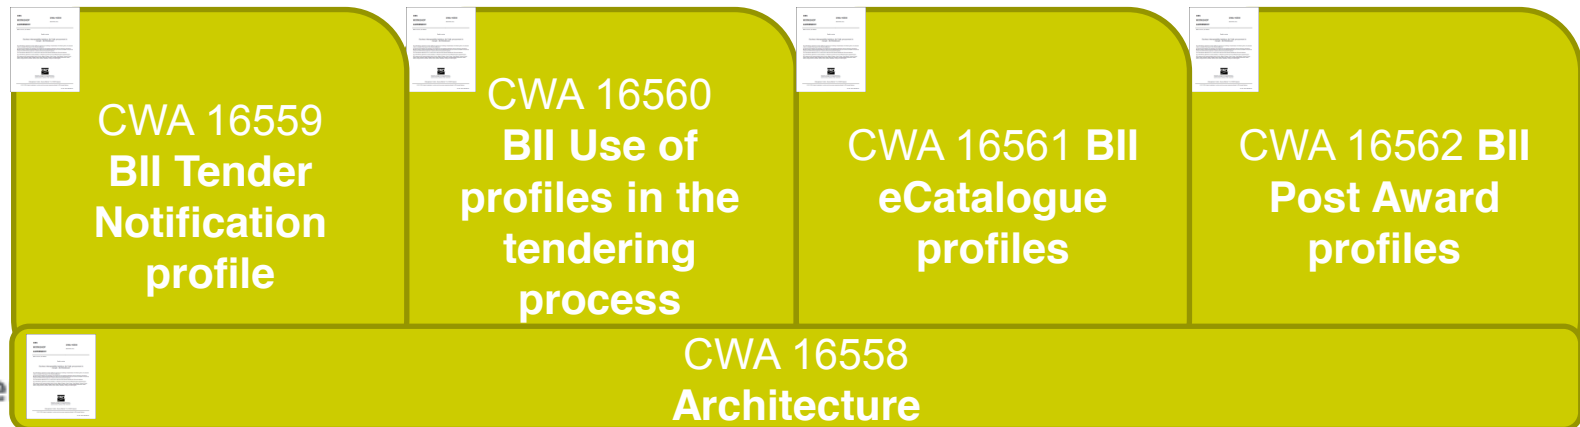 CWA 16559
BII Tender
Notification
profile
CWA 16560
BII Use of
profiles in the
tendering
process
CWA 16561 BII
eCatalogue
profiles
CWA 16562 BII
Post Award
profiles
CWA 16558
Architecture